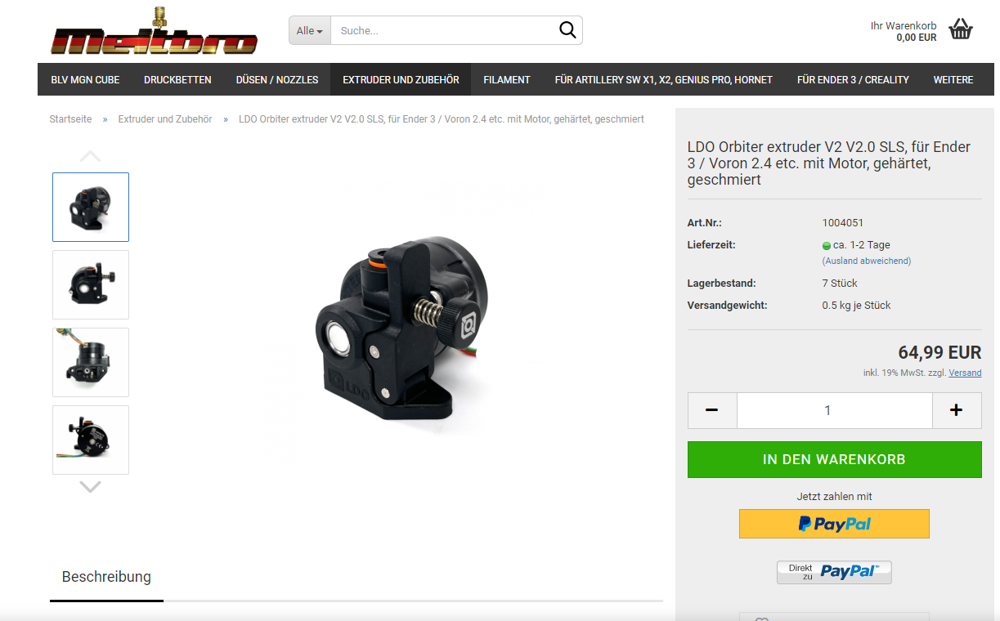 Meltbro
Alle
Suche...
Ihr Warenkorb
0,00 EUR
BLV MGN CUBE
DRUCKBETTEN
DÜSEN / NOZZLES
EXTRUDER UND ZUBEHÖR
FILAMENT
FÜR ARTILLERY SW X1, X2, GENIUS PRO, HORNET
FÜR ENDER 3 / CREALITY
WEITERE
Startseite » Extruder und Zubehör » LDO Orbiter extruder V2 V2.0 SLS, für Ender 3 / Voron 2.4 etc. mit Motor, gehärtet, geschmiert
LDO
Beschreibung
LDO Orbiter extruder V2 V2.0 SLS, für Ender
3 / Voron 2.4 etc. mit Motor, gehärtet,
geschmiert
Art.Nr.: 1004051
Lieferzeit: ca. 1-2 Tage
(Ausland abweichend)
Lagerbestand: 7 Stück
Versandgewicht: 0.5 kg je Stück
64,99 EUR
inkl. 19% MwSt. zzgl. Versand
− 1 +
IN DEN WARENKORB
Jetzt zahlen mit
PayPal
Direkt
zu PayPal™